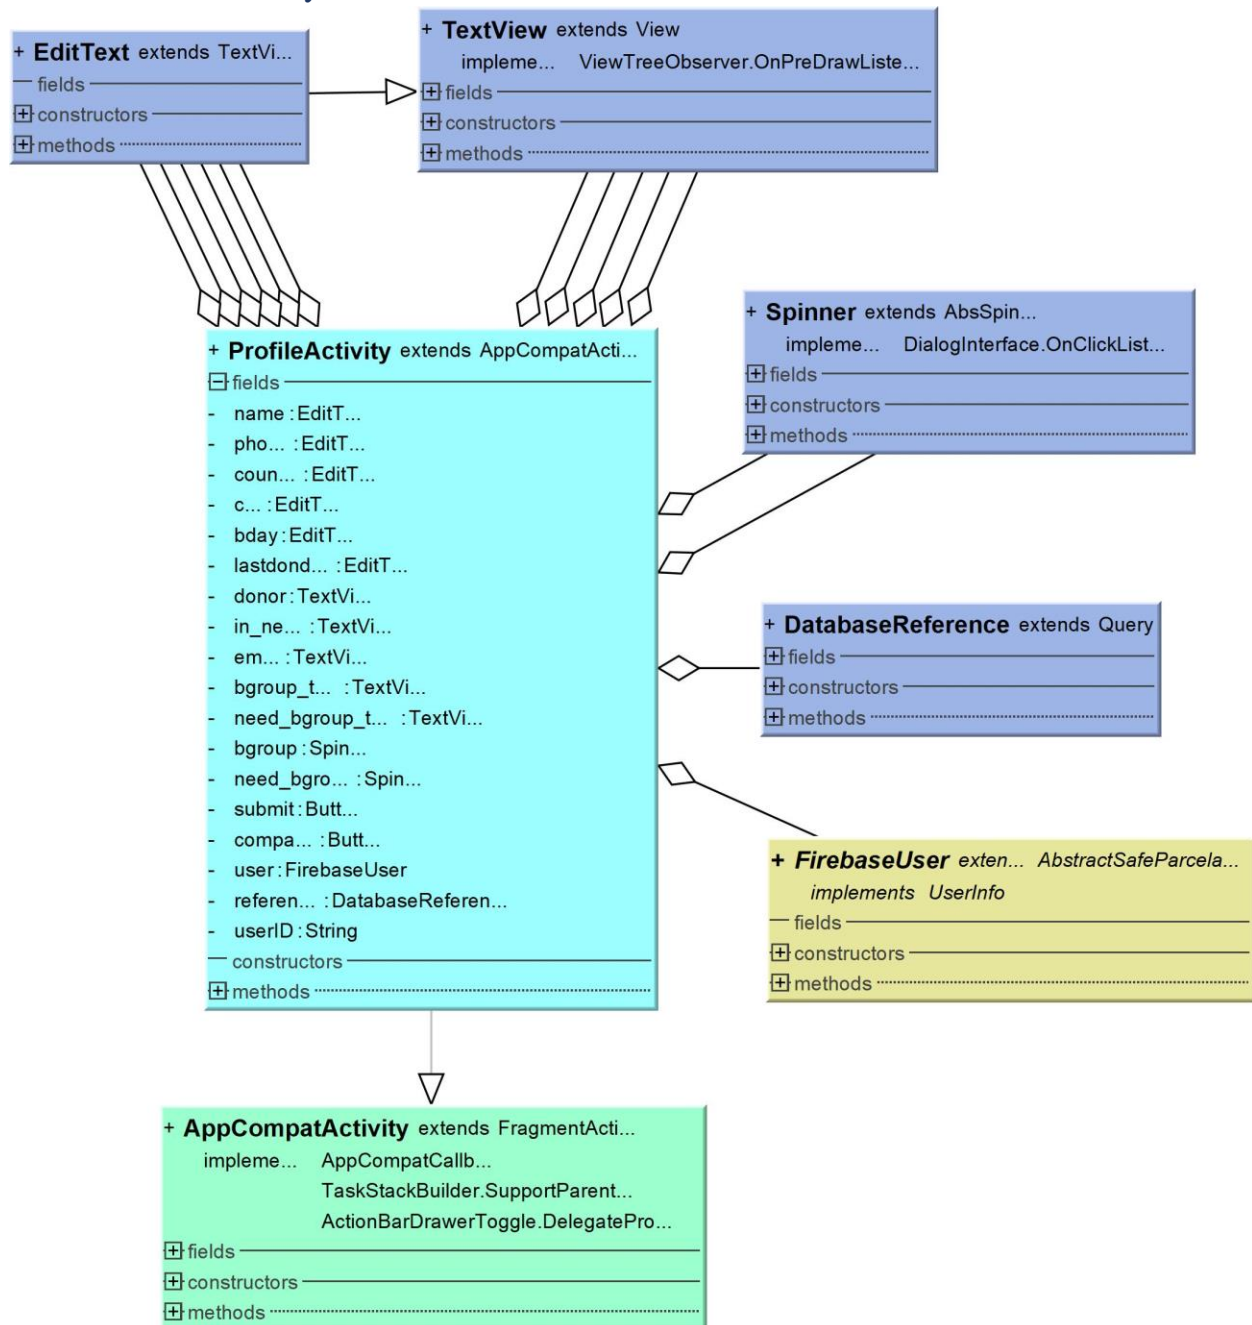 + EditText extends TextVi...
fields
constructors
methods
+ TextView extends View
impleme... ViewTreeObserver.OnPreDrawListe...
fields
constructors
methods
+ Spinner extends AbsSpin...
impleme... DialogInterface.OnClickList...
fields
constructors
methods
+ ProfileActivity extends AppCompatActi...
fields
- name : EditT...
- pho... : EditT...
- coun... : EditT...
- c... : EditT...
- bday : EditT...
- lastdond... : EditT...
- donor : TextVi...
- in_ne... : TextVi...
- em... : TextVi...
- bgroup_t... : TextVi...
- need_bgroup_t... : TextVi...
- bgroup : Spin...
- need_bgro... : Spin...
- submit : Butt...
- compa... : Butt...
- user : FirebaseUser
- referen... : DatabaseReferen...
- userID : String
constructors
methods
+ DatabaseReference extends Query
fields
constructors
methods
+ FirebaseUser exten... AbstractSafeParcela...
implements UserInfo
fields
constructors
methods
+ AppCompatActivity extends FragmentActi...
impleme... AppCompatCallb...
TaskStackBuilder.SupportParent...
ActionBarDrawerToggle.DelegatePro...
fields
constructors
methods